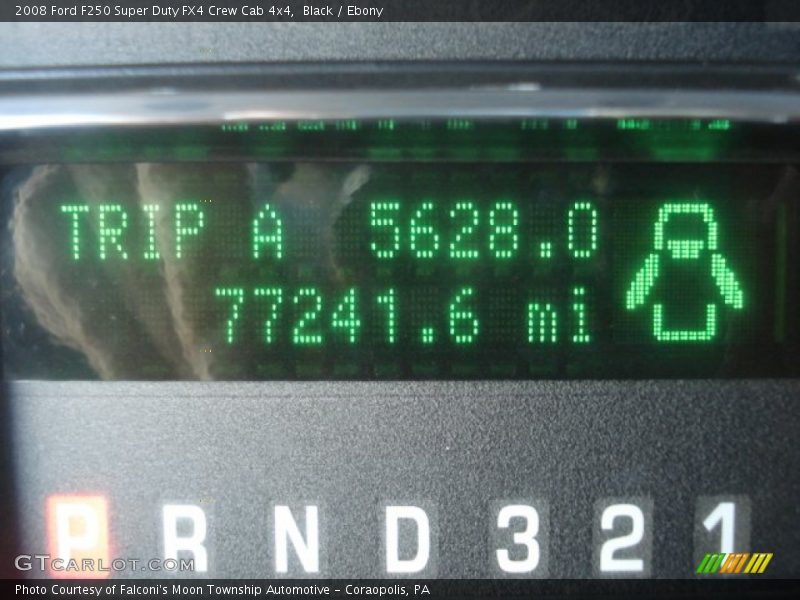 2008 Ford F250 Super Duty FX4 Crew Cab 4x4, Black / Ebony
TRIP A 5628.0
77241.6 mi
P R N D 3 2 1
GTCARLOT.COM
Photo Courtesy of Falconi's Moon Township Automotive - Coraopolis, PA